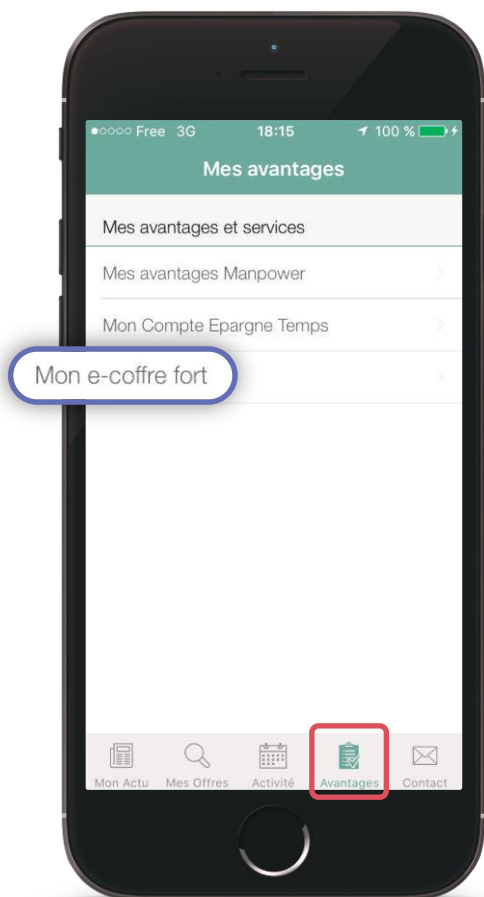 Free 3G 18:15 100 %
Mes avantages
Mes avantages et services
Mes avantages Manpower
Mon Compte Epargne Temps
Mon e-coffre fort
Mon Actu Mes Offres Activité Avantages Contact